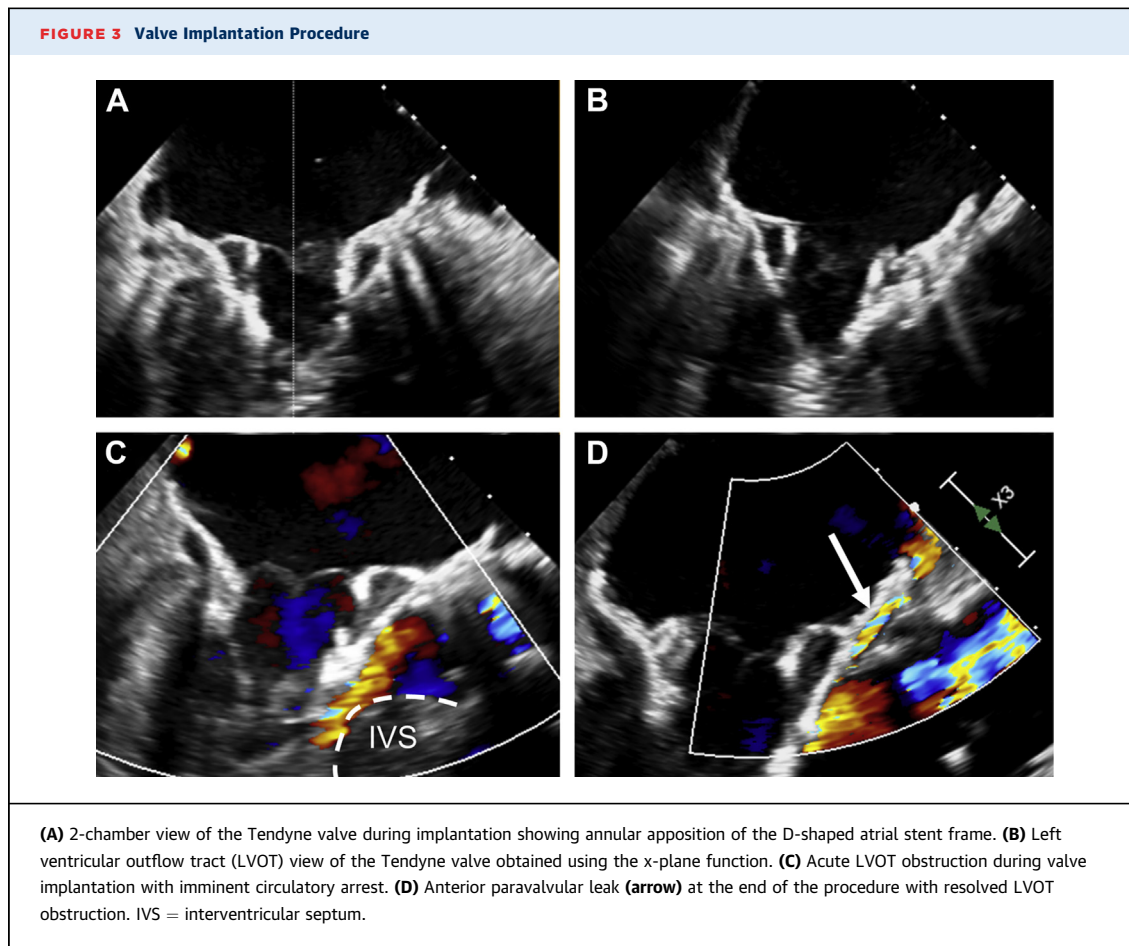 FIGURE 3 Valve Implantation Procedure
A
B
C
IVS
D
X3
(A) 2-chamber view of the Tendyne valve during implantation showing annular apposition of the D-shaped atrial stent frame. (B) Left
ventricular outflow tract (LVOT) view of the Tendyne valve obtained using the x-plane function. (C) Acute LVOT obstruction during valve
implantation with imminent circulatory arrest. (D) Anterior paravalvular leak (arrow) at the end of the procedure with resolved LVOT
obstruction. IVS = interventricular septum.